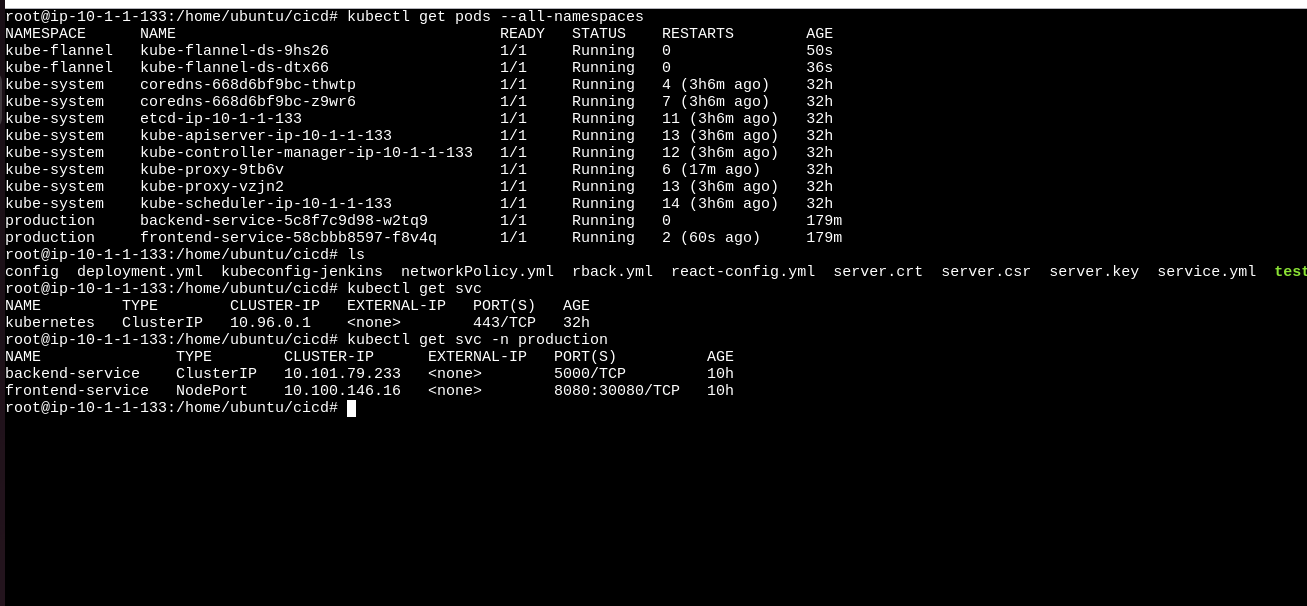 root@ip-10-1-1-133:/home/ubuntu/cicd# kubectl get pods --all-namespaces
NAMESPACE      NAME                                    READY   STATUS    RESTARTS        AGE
kube-flannel   kube-flannel-ds-9hs26                   1/1     Running   0               50s
kube-flannel   kube-flannel-ds-dtx66                   1/1     Running   0               36s
kube-system    coredns-668d6bf9bc-thwtp                1/1     Running   4 (3h6m ago)    32h
kube-system    coredns-668d6bf9bc-z9wr6                1/1     Running   7 (3h6m ago)    32h
kube-system    etcd-ip-10-1-1-133                      1/1     Running   11 (3h6m ago)   32h
kube-system    kube-apiserver-ip-10-1-1-133            1/1     Running   13 (3h6m ago)   32h
kube-system    kube-controller-manager-ip-10-1-1-133   1/1     Running   12 (3h6m ago)   32h
kube-system    kube-proxy-9tb6v                        1/1     Running   6 (17m ago)     32h
kube-system    kube-proxy-vzjn2                        1/1     Running   13 (3h6m ago)   32h
kube-system    kube-scheduler-ip-10-1-1-133            1/1     Running   14 (3h6m ago)   32h
production     backend-service-5c8f7c9d98-w2tq9        1/1     Running   0               179m
production     frontend-service-58cbbb8597-f8v4q       1/1     Running   2 (60s ago)     179m
root@ip-10-1-1-133:/home/ubuntu/cicd# ls
config  deployment.yml  kubeconfig-jenkins  networkPolicy.yml  rback.yml  react-config.yml  server.crt  server.csr  server.key  service.yml  test
root@ip-10-1-1-133:/home/ubuntu/cicd# kubectl get svc
NAME         TYPE        CLUSTER-IP   EXTERNAL-IP   PORT(S)   AGE
kubernetes   ClusterIP   10.96.0.1    <none>        443/TCP   32h
root@ip-10-1-1-133:/home/ubuntu/cicd# kubectl get svc -n production
NAME               TYPE        CLUSTER-IP      EXTERNAL-IP   PORT(S)          AGE
backend-service    ClusterIP   10.101.79.233   <none>        5000/TCP         10h
frontend-service   NodePort    10.100.146.16   <none>        8080:30080/TCP   10h
root@ip-10-1-1-133:/home/ubuntu/cicd#